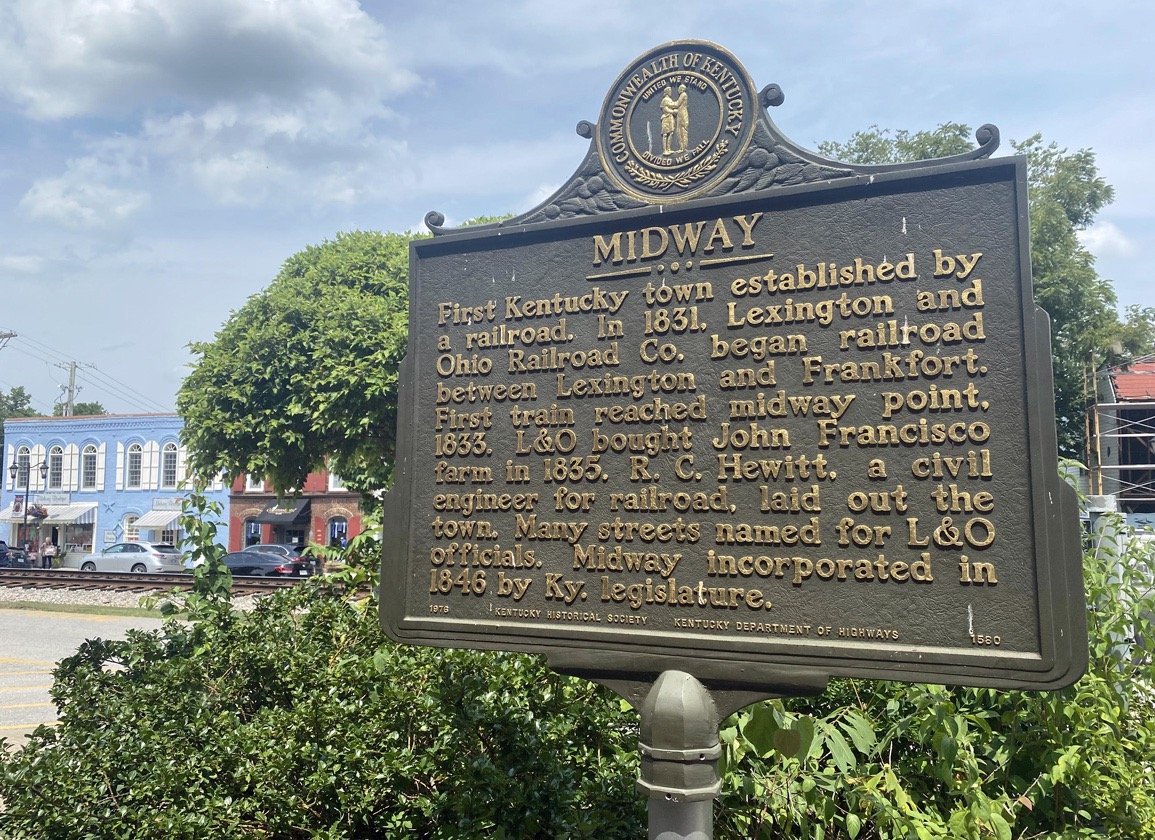 COMMONWEALTH OF KENTUCKY
UNITED WE STAND
DIVIDED WE FALL
MIDWAY
First Kentucky town established by
a railroad. In 1831, Lexington and
Ohio Railroad Co. began railroad
between Lexington and Frankfort.
First train reached midway point,
1833. L&O bought John Francisco
farm in 1835. R. C. Hewitt, a civil
engineer for railroad, laid out the
town. Many streets named for L&O
officials. Midway incorporated in
1846 by Ky. legislature.
1976 KENTUCKY HISTORICAL SOCIETY KENTUCKY DEPARTMENT OF HIGHWAYS 1580